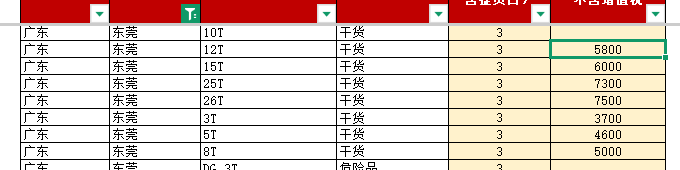 广东 东莞 10T 干货 3
广东 东莞 12T 干货 3 5800
广东 东莞 15T 干货 3 6000
广东 东莞 25T 干货 3 7300
广东 东莞 26T 干货 3 7500
广东 东莞 3T 干货 3 3700
广东 东莞 5T 干货 3 4600
广东 东莞 8T 干货 3 5000
广东 东莞 DG 3T 危险品 3